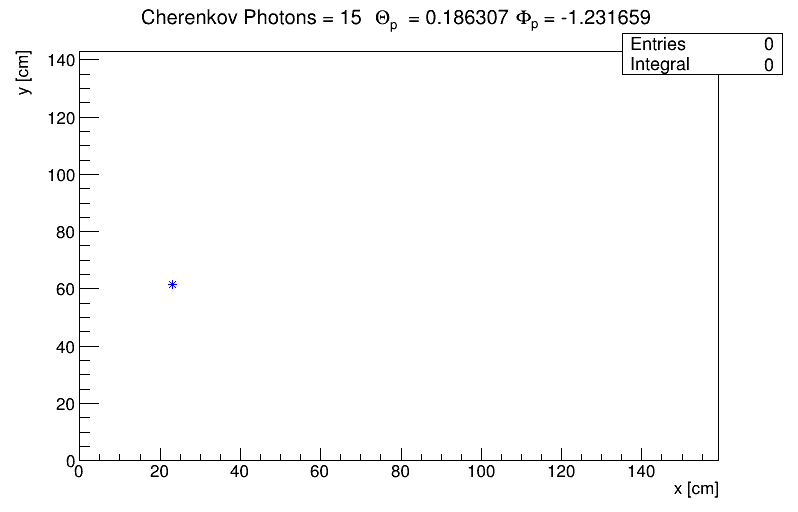 Cherenkov Photons = 15 Θp = 0.186307 Φp = -1.231659
Entries 0
Integral 0
y [cm]
140
120
100
80
60
40
20
0
0 20 40 60 80 100 120 140
x [cm]